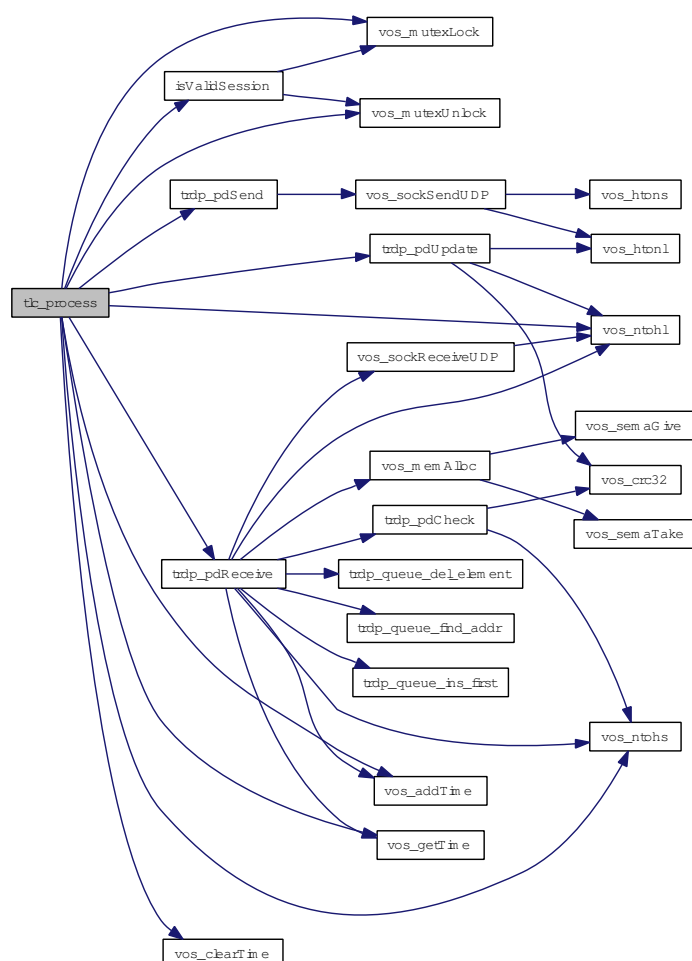 vos_mutexLock
isValidSession
vos_mutexUnlock
trdp_pdSend
vos_sockSendUDP
vos_htons
trdp_pdUpdate
vos_htonl
tlc_process
vos_ntohl
vos_sockReceiveUDP
vos_semaGive
vos_memAlloc
vos_crc32
trdp_pdCheck
vos_semaTake
trdp_pdReceive
trdp_queue_del_element
trdp_queue_find_addr
trdp_queue_ins_first
vos_ntohs
vos_addTime
vos_getTime
vos_clearTime